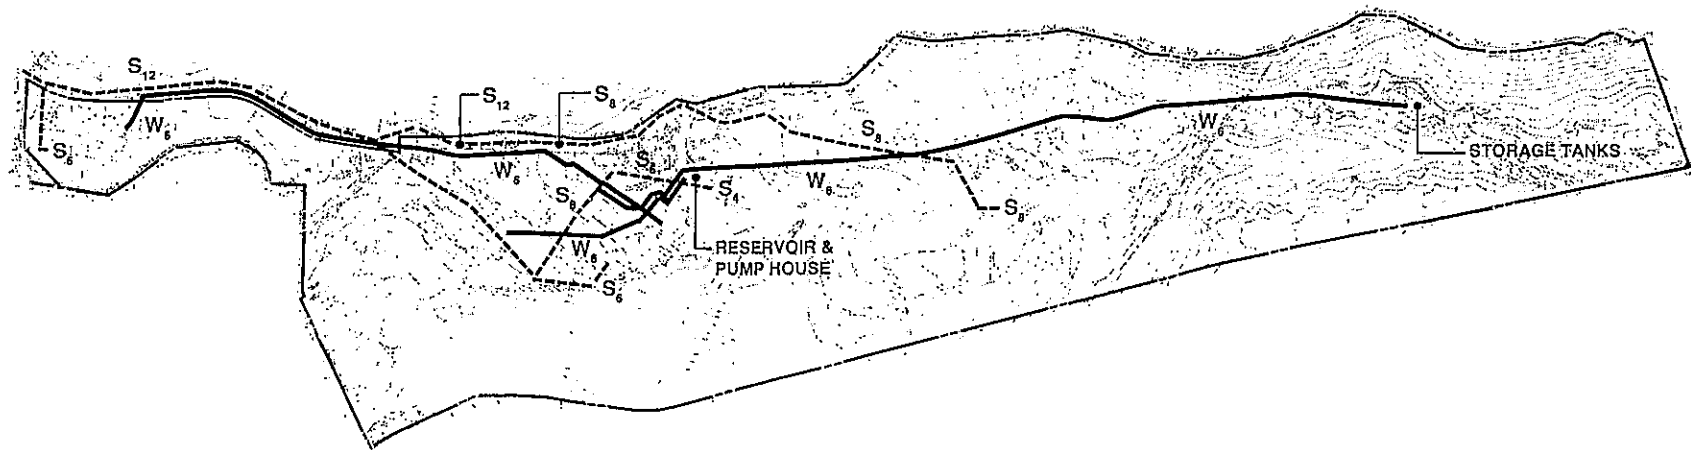 S₁₂
S₁₂
S₈
W₆
S₆
S₈
W₆
W₆
STORAGE TANKS
W₆
S₆
W₆
S₈
S₄
S₈
W₆
RESERVOIR &
PUMP HOUSE
S₆